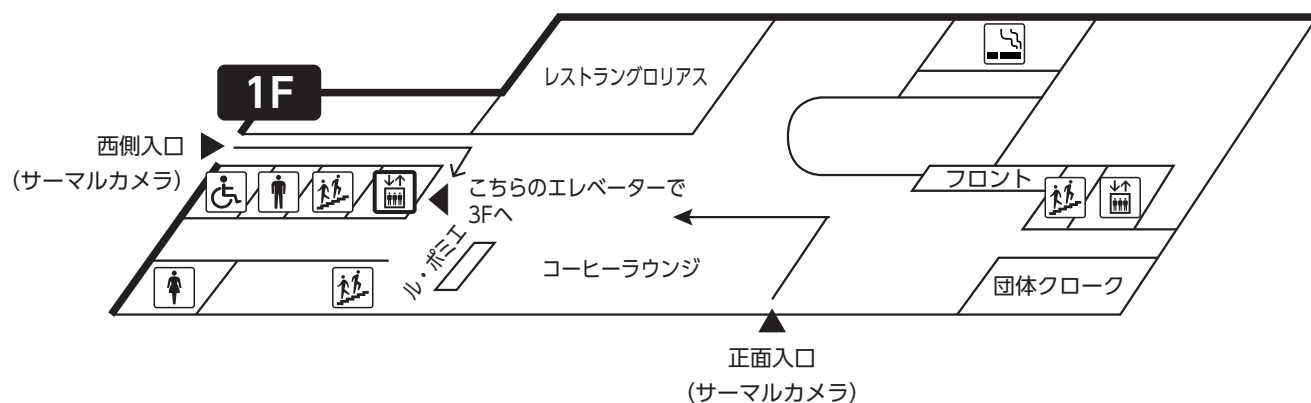 レストラングロリアス
1F
西側入口
(サーマルカメラ)
こちらのエレベーターで
3Fへ
フロント
ル・ポミエ
コーヒーラウンジ
団体クローク
正面入口
(サーマルカメラ)